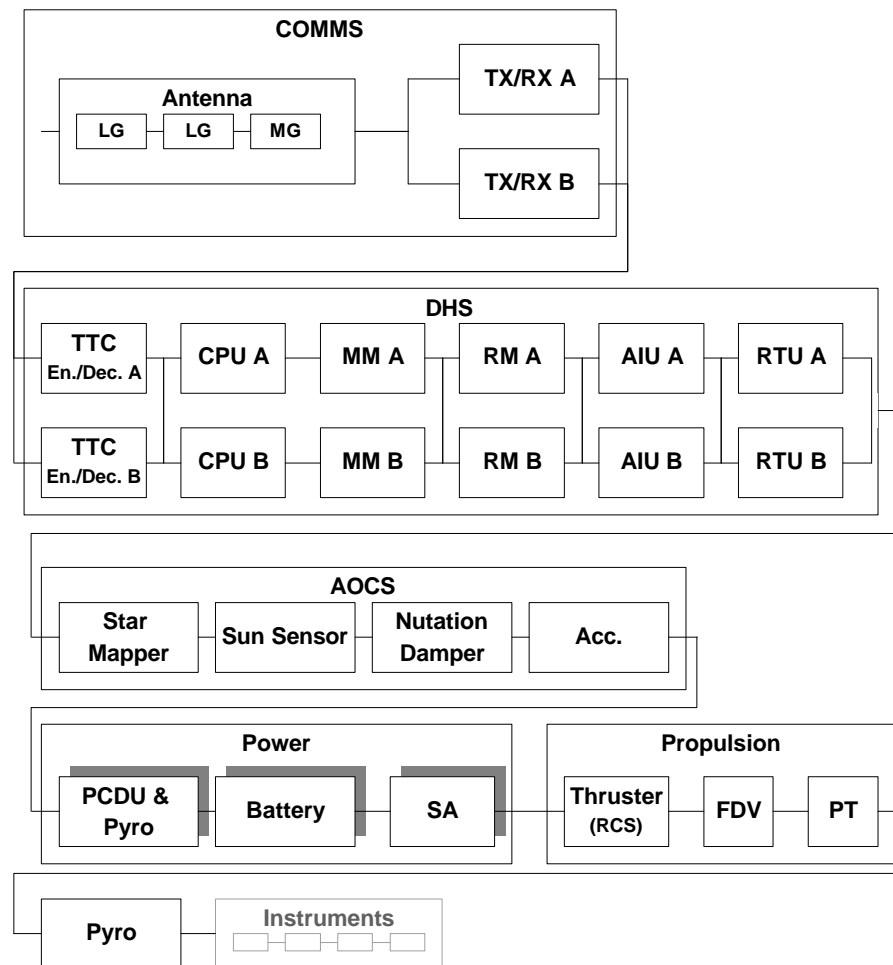 COMMS
Antenna
LG LG MG
TX/RX A
TX/RX B
DHS
TTC
En./Dec. A
CPU A
MM A
RM A
AIU A
RTU A
TTC
En./Dec. B
CPU B
MM B
RM B
AIU B
RTU B
AOCS
Star
Mapper
Sun Sensor
Nutation
Damper
Acc.
Power
PCDU &
Pyro
Battery
SA
Propulsion
Thruster
(RCS)
FDV
PT
Pyro
Instruments